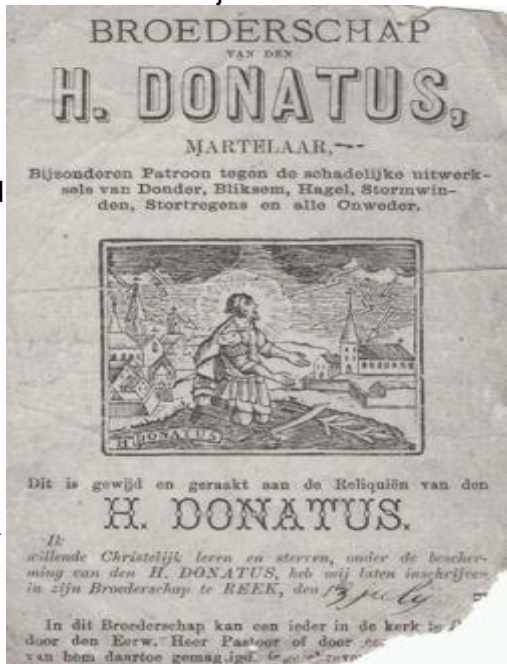 BROEDERSCHAP
VAN DEN
H. DONATUS,
MARTELAAR,
Bijzonderen Patroon tegen de schadelijke uitwerk-
sels van Donder, Bliksem, Hagel, Stormwin-
den, Stortregens en alle Onweder.
H DONATUS
Dit is gewijd en geraakt aan de Reliquiën van den
H. DONATUS.
Ik
willende Christelijk leven en sterven, onder de bescher-
ming van den H. DONATUS, heb mij laten inschrijven
in zijn Broederschap te REEK, den 13 july
In dit Broederschap kan een ieder in de kerk te
door den Eerw. Heer Pastoor of door
van hem daartoe gemagtigd,